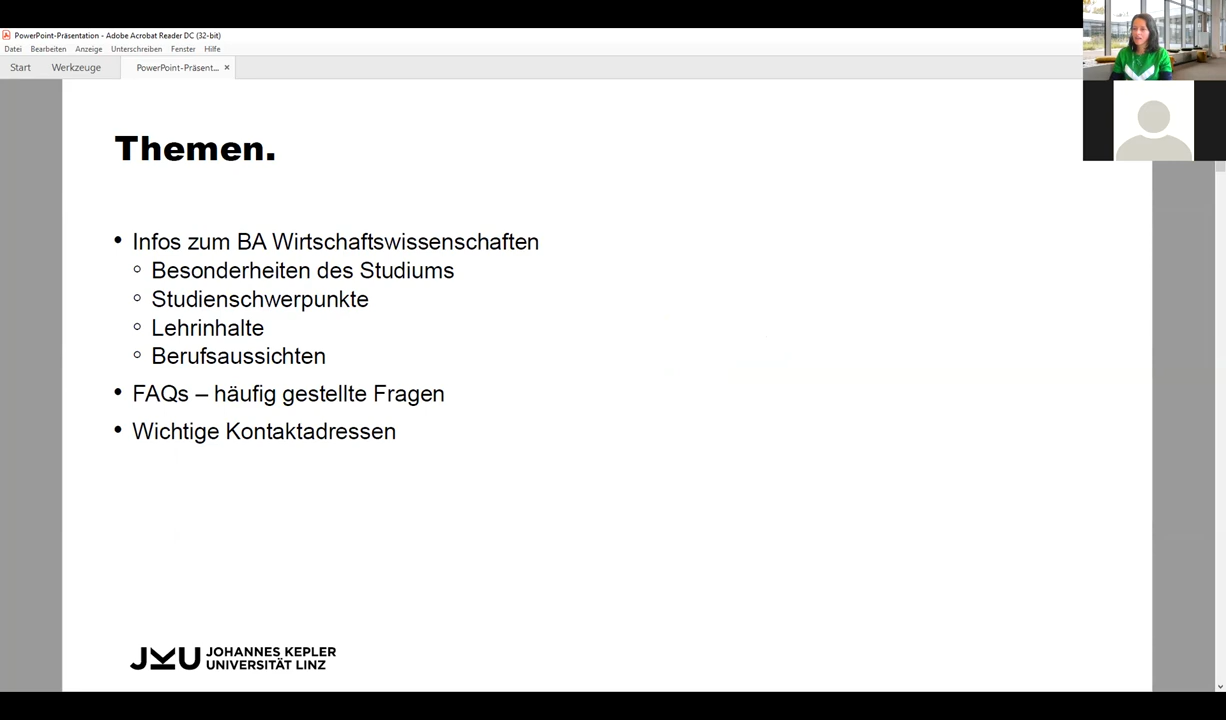 PowerPoint-Präsentation - Adobe Acrobat Reader DC (32-bit)
Datei Bearbeiten Anzeige Unterschreiben Fenster Hilfe
Start Werkzeuge PowerPoint-Präsent... ×
Themen.
• Infos zum BA Wirtschaftswissenschaften
○ Besonderheiten des Studiums
○ Studienschwerpunkte
○ Lehrinhalte
○ Berufsaussichten
• FAQs – häufig gestellte Fragen
• Wichtige Kontaktadressen
JKU JOHANNES KEPLER
UNIVERSITÄT LINZ